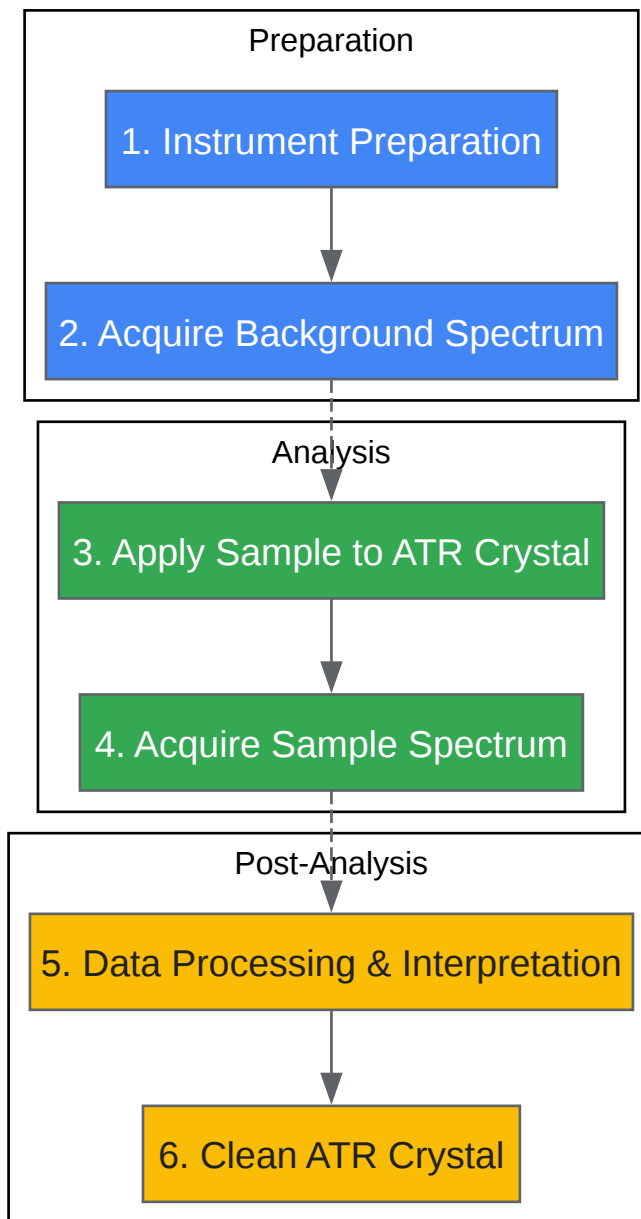 Preparation
1. Instrument Preparation
2. Acquire Background Spectrum
Analysis
3. Apply Sample to ATR Crystal
4. Acquire Sample Spectrum
Post-Analysis
5. Data Processing & Interpretation
6. Clean ATR Crystal